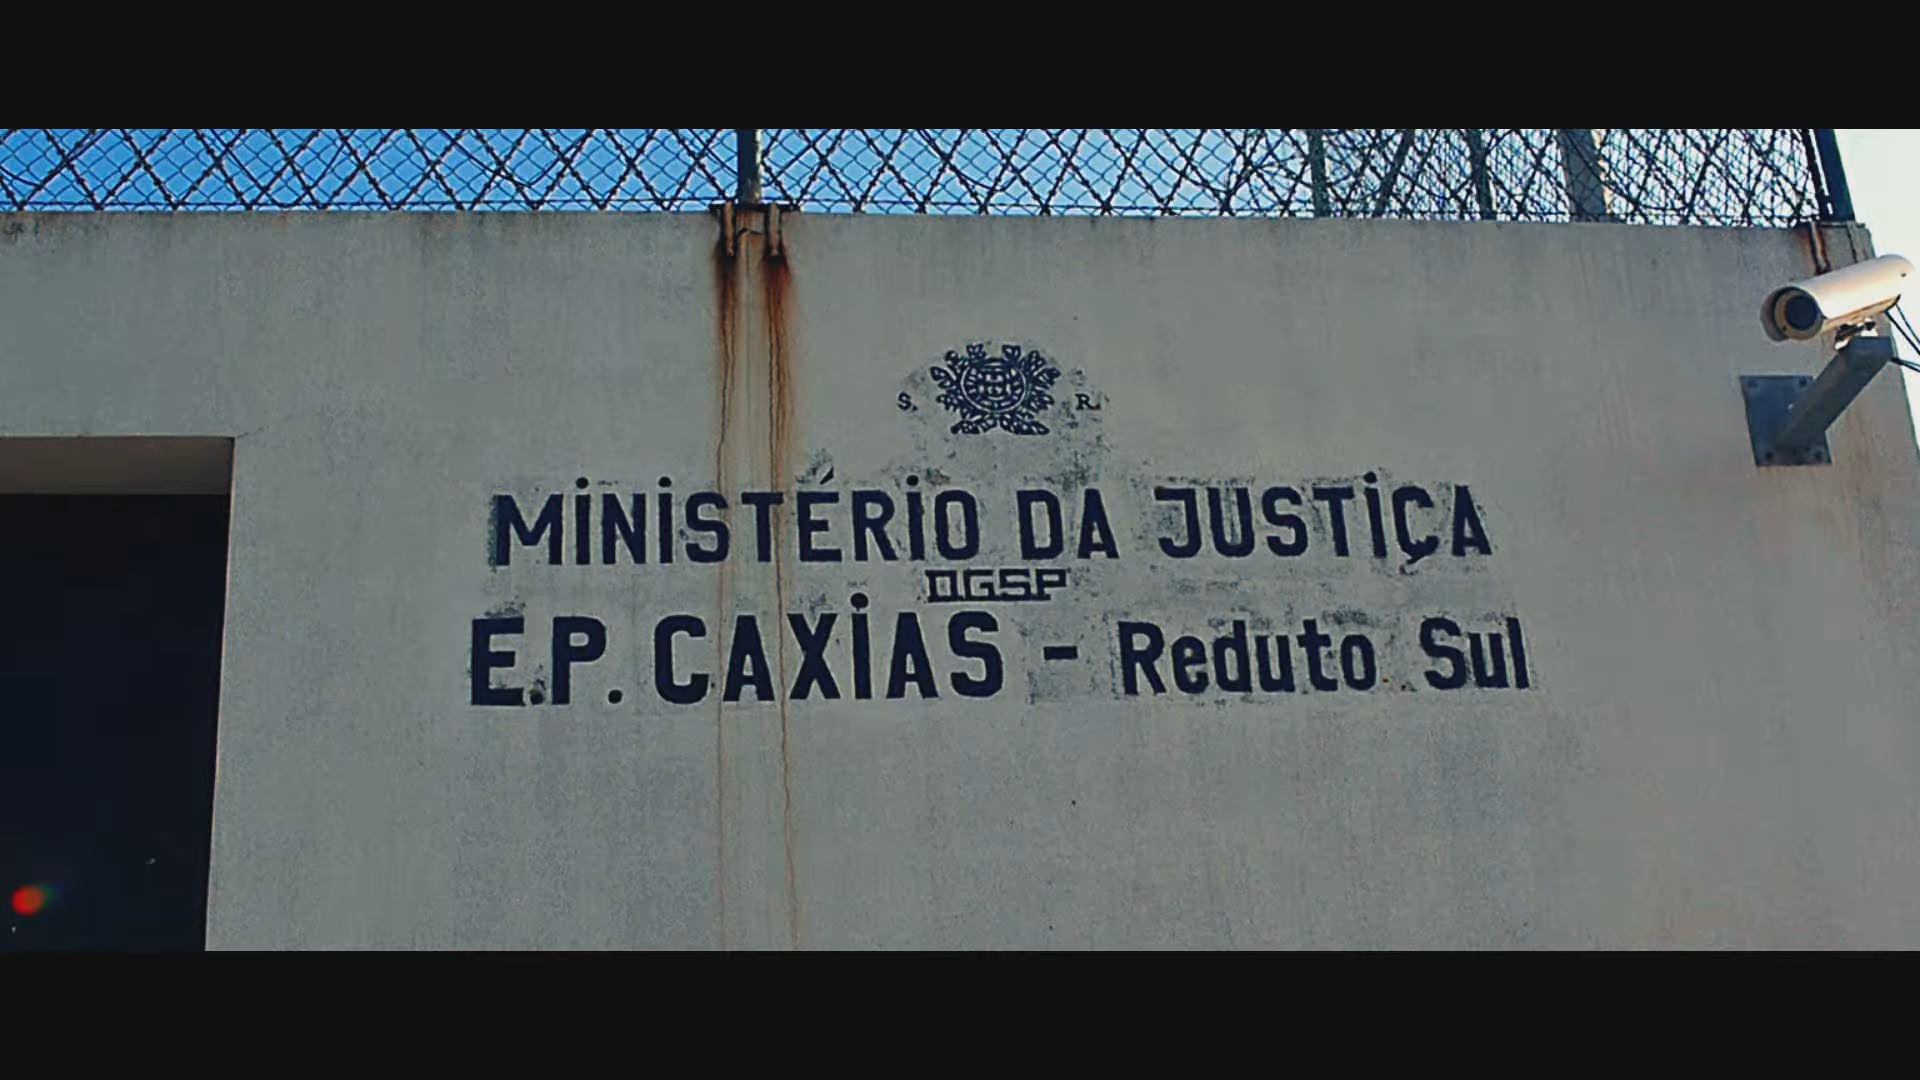 S. R.
MINISTÉRIO DA JUSTIÇA
DGSP
E.P. CAXIAS - Reduto Sul